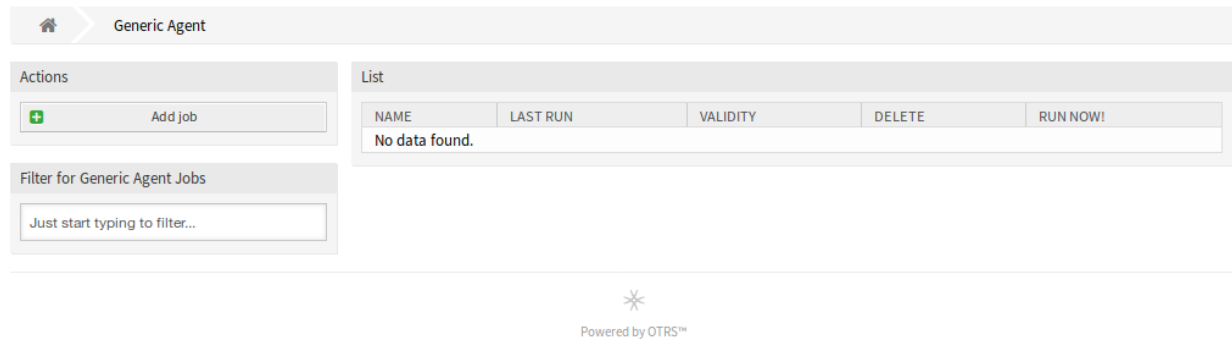 Generic Agent
Actions
Add job
Filter for Generic Agent Jobs
Just start typing to filter...
List
NAME LAST RUN VALIDITY DELETE RUN NOW!
No data found.
Powered by OTRS™